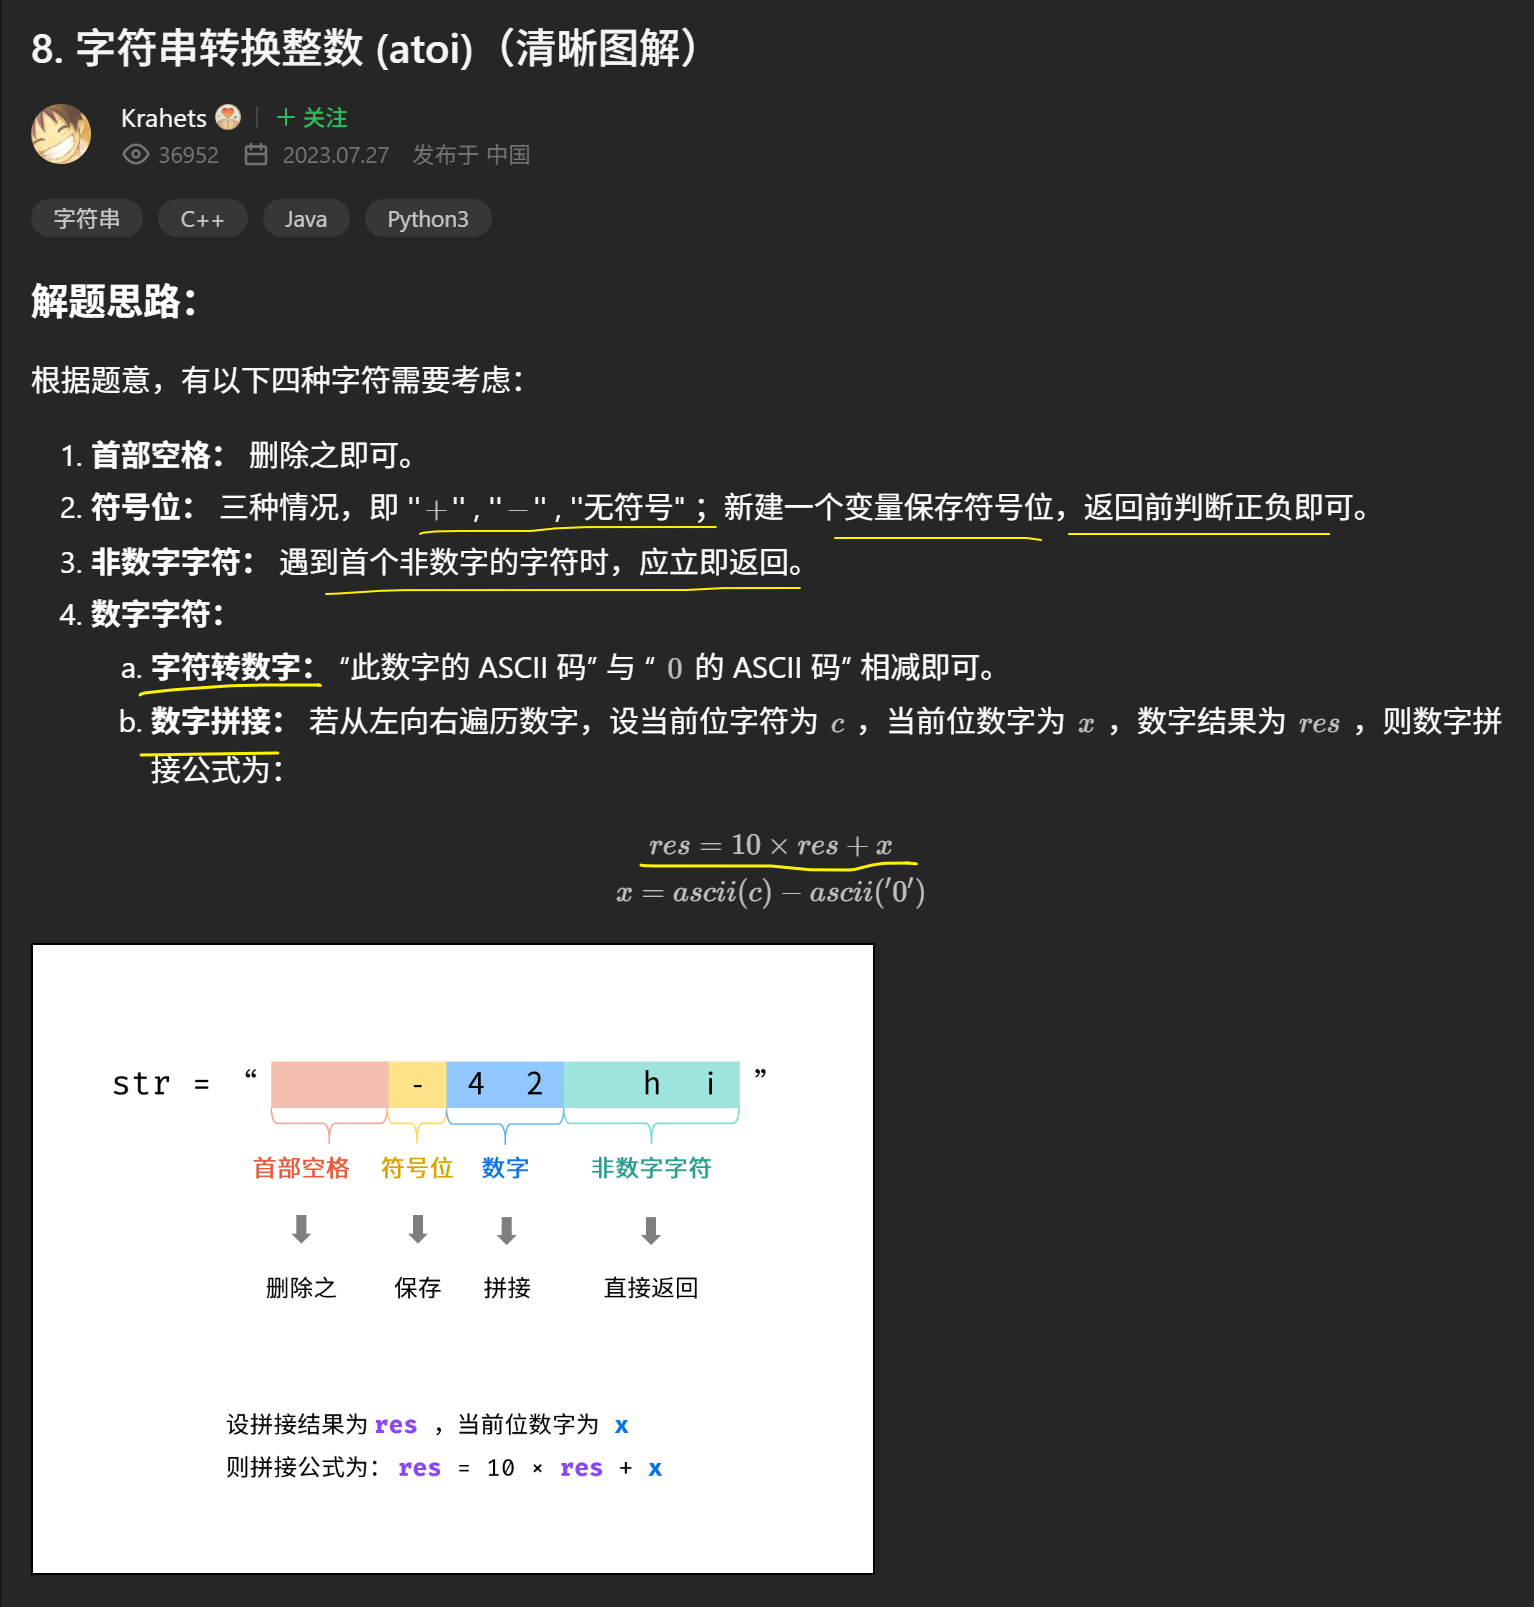 8. 字符串转换整数 (atoi)（清晰图解）
Krahets 关注
36952 2023.07.27 发布于 中国
字符串 C++ Java Python3
解题思路：
根据题意，有以下四种字符需要考虑：
1. 首部空格： 删除之即可。
2. 符号位： 三种情况，即 "+" , "−" , "无符号" ；新建一个变量保存符号位，返回前判断正负即可。
3. 非数字字符： 遇到首个非数字的字符时，应立即返回。
4. 数字字符：
a. 字符转数字： “此数字的 ASCII 码” 与 “ 0 的 ASCII 码” 相减即可。
b. 数字拼接： 若从左向右遍历数字，设当前位字符为 c ，当前位数字为 x ，数字结果为 res ，则数字拼
接公式为：
res = 10 × res + x
x = ascii(c) − ascii('0')
str = “ - 4 2 h i ”
首部空格 符号位 数字 非数字字符
删除之 保存 拼接 直接返回
设拼接结果为 res ，当前位数字为 x
则拼接公式为： res = 10 × res + x